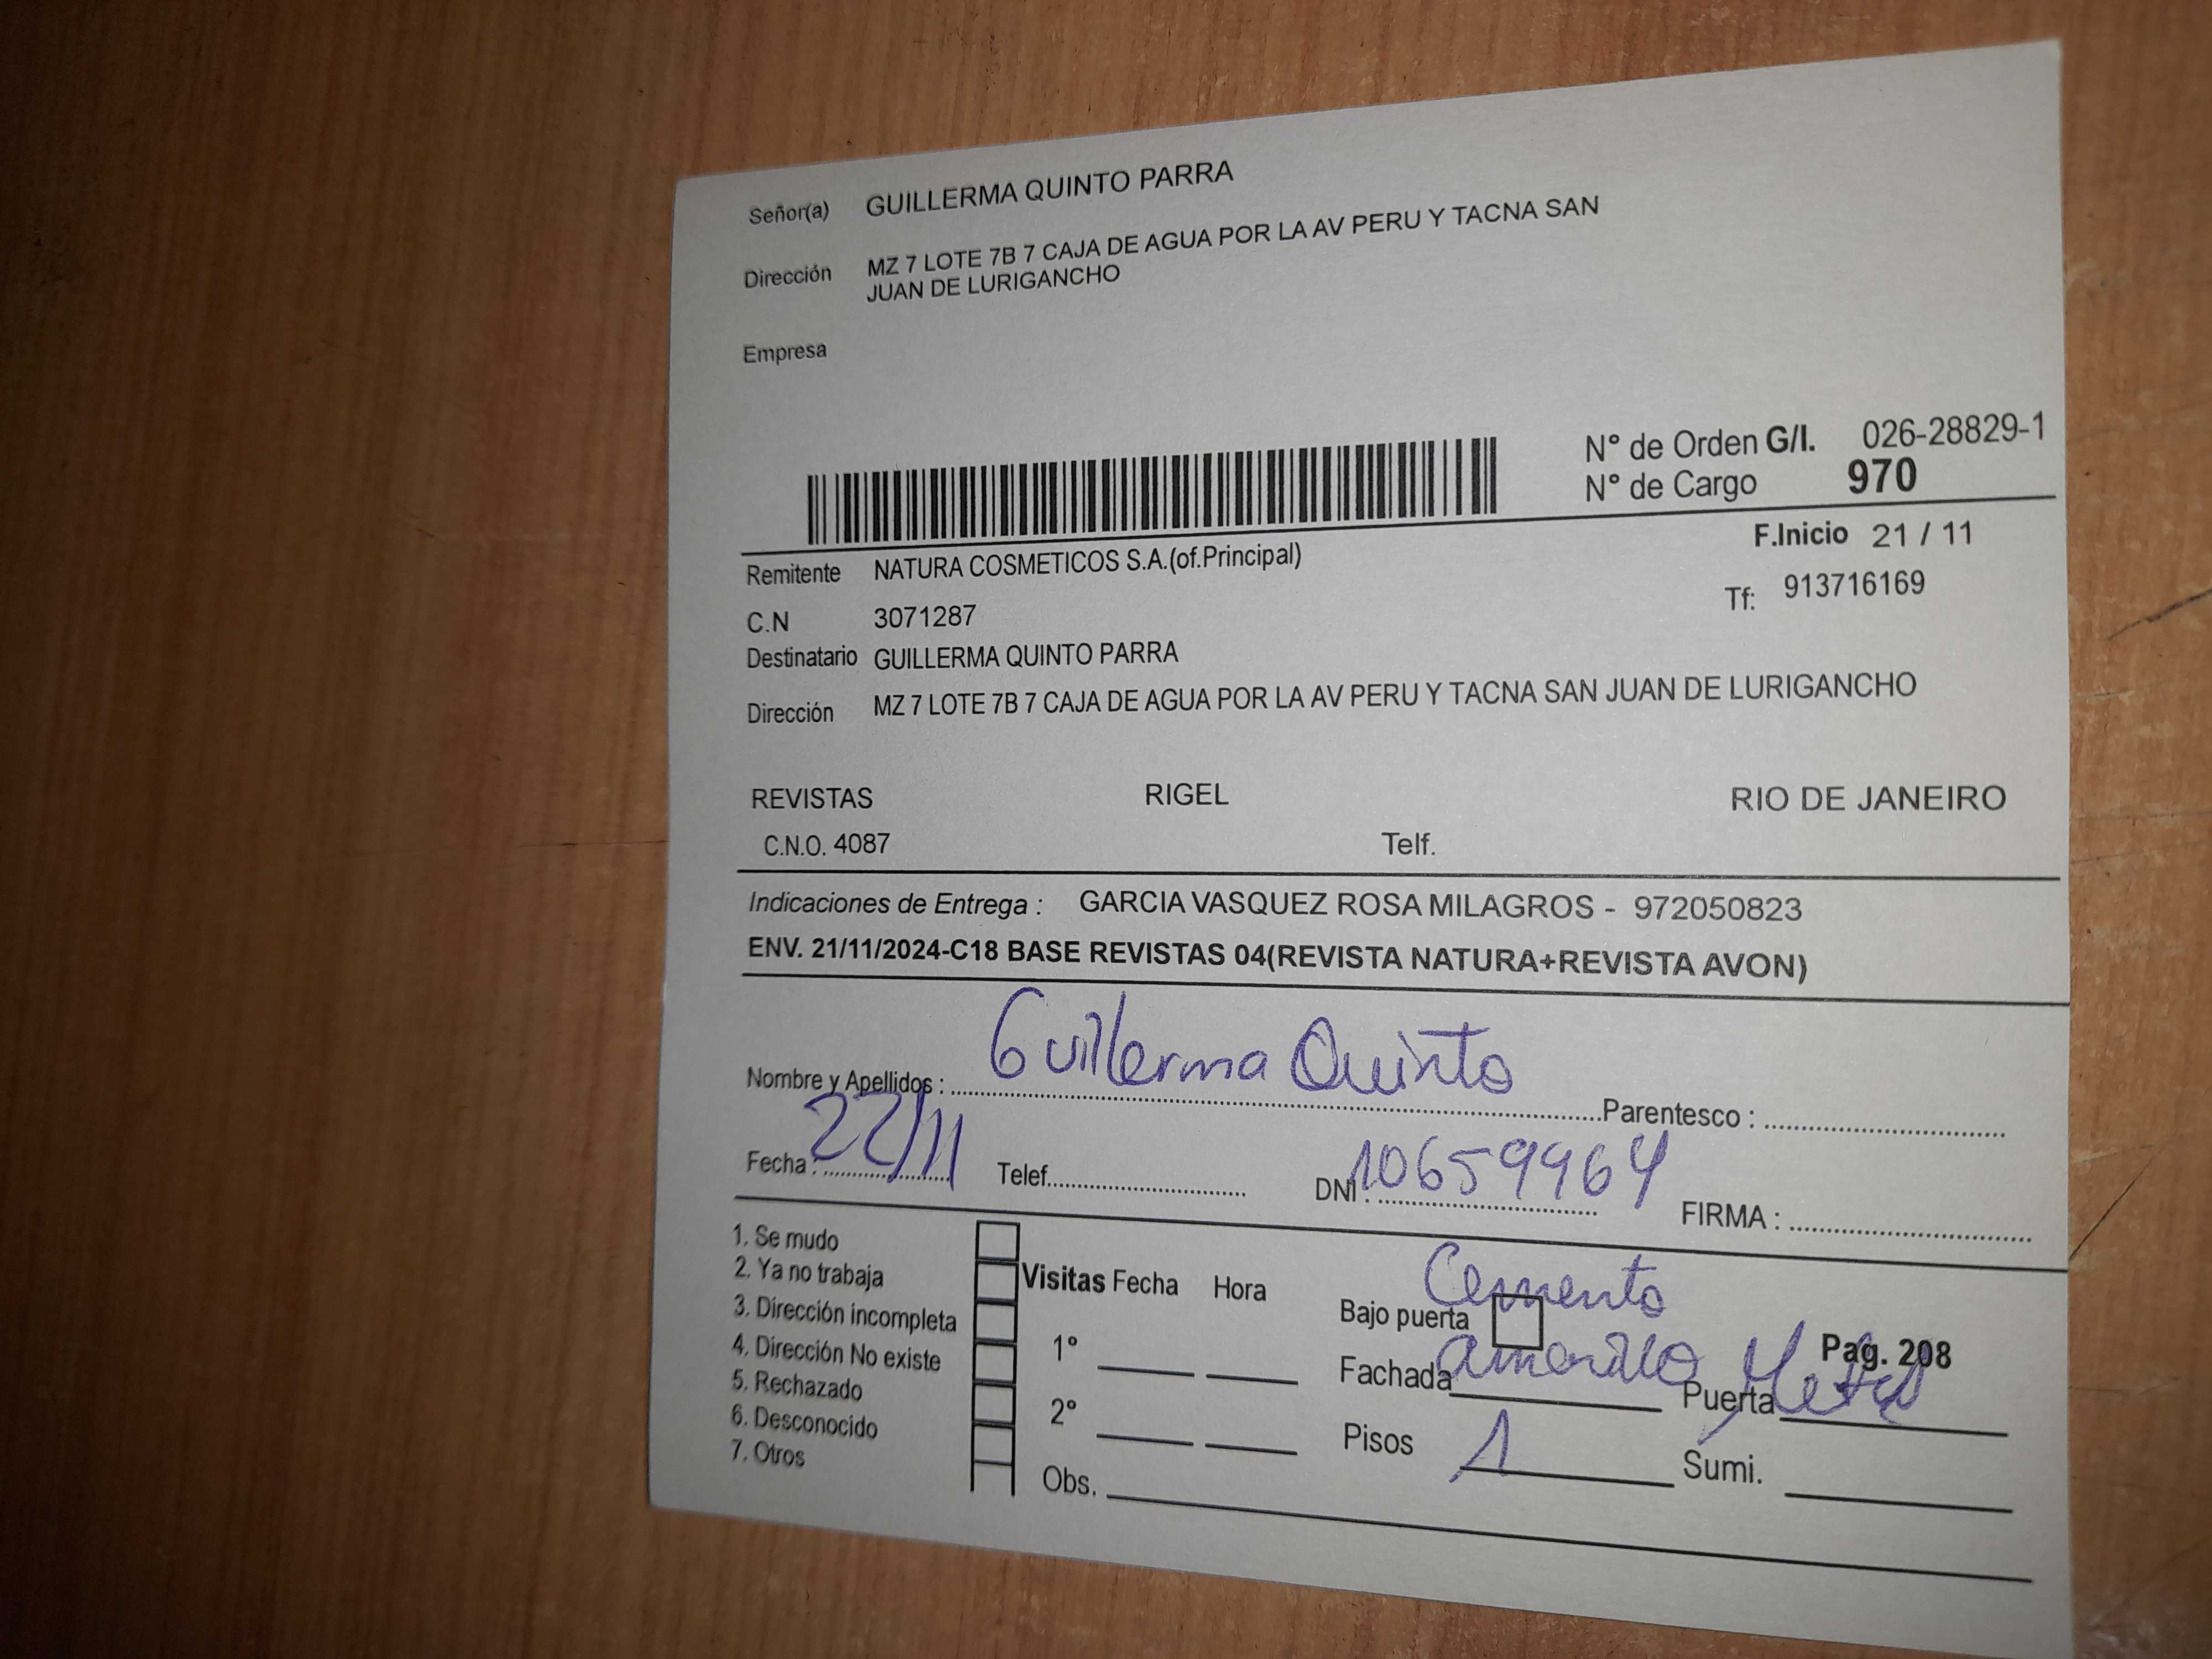 Señor(a) GUILLERMA QUINTO PARRA
Dirección MZ 7 LOTE 7B 7 CAJA DE AGUA POR LA AV PERU Y TACNA SAN
JUAN DE LURIGANCHO
Empresa
N° de Orden G/I. 026-28829-1
N° de Cargo 970
F.Inicio 21 / 11
Remitente NATURA COSMETICOS S.A.(of.Principal)
Tf: 913716169
C.N 3071287
Destinatario GUILLERMA QUINTO PARRA
Dirección MZ 7 LOTE 7B 7 CAJA DE AGUA POR LA AV PERU Y TACNA SAN JUAN DE LURIGANCHO
REVISTAS RIGEL RIO DE JANEIRO
C.N.O. 4087 Telf.
Indicaciones de Entrega : GARCIA VASQUEZ ROSA MILAGROS - 972050823
ENV. 21/11/2024-C18 BASE REVISTAS 04(REVISTA NATURA+REVISTA AVON)
Nombre y Apellidos : Guillerma Quinto Parentesco :
Fecha : 22/11 Telef. DNI : 10659964 FIRMA :
1. Se mudo
2. Ya no trabaja
3. Dirección incompleta
4. Dirección No existe
5. Rechazado
6. Desconocido
7. Otros
Visitas Fecha Hora
1°
2°
Obs.
Cemento
Bajo puerta
Pag. 208
Fachada amarillo Puerta Metal
Pisos 1 Sumi.